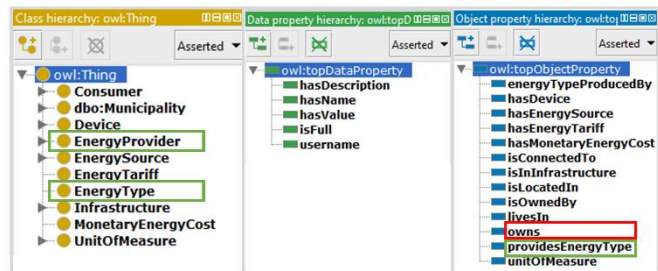 Class hierarchy: owl:Thing
Asserted
owl:Thing
Consumer
dbo:Municipality
Device
EnergyProvider
EnergySource
EnergyTariff
EnergyType
Infrastructure
MonetaryEnergyCost
UnitOfMeasure
Data property hierarchy: owl:topD
Asserted
owl:topDataProperty
hasDescription
hasName
hasValue
isFull
username
Object property hierarchy: owl:top
Asserted
owl:topObjectProperty
energyTypeProducedBy
hasDevice
hasEnergySource
hasEnergyTariff
hasMonetaryEnergyCost
isConnectedTo
isInInfrastructure
isLocatedIn
isOwnedBy
livesIn
owns
providesEnergyType
unitOfMeasure